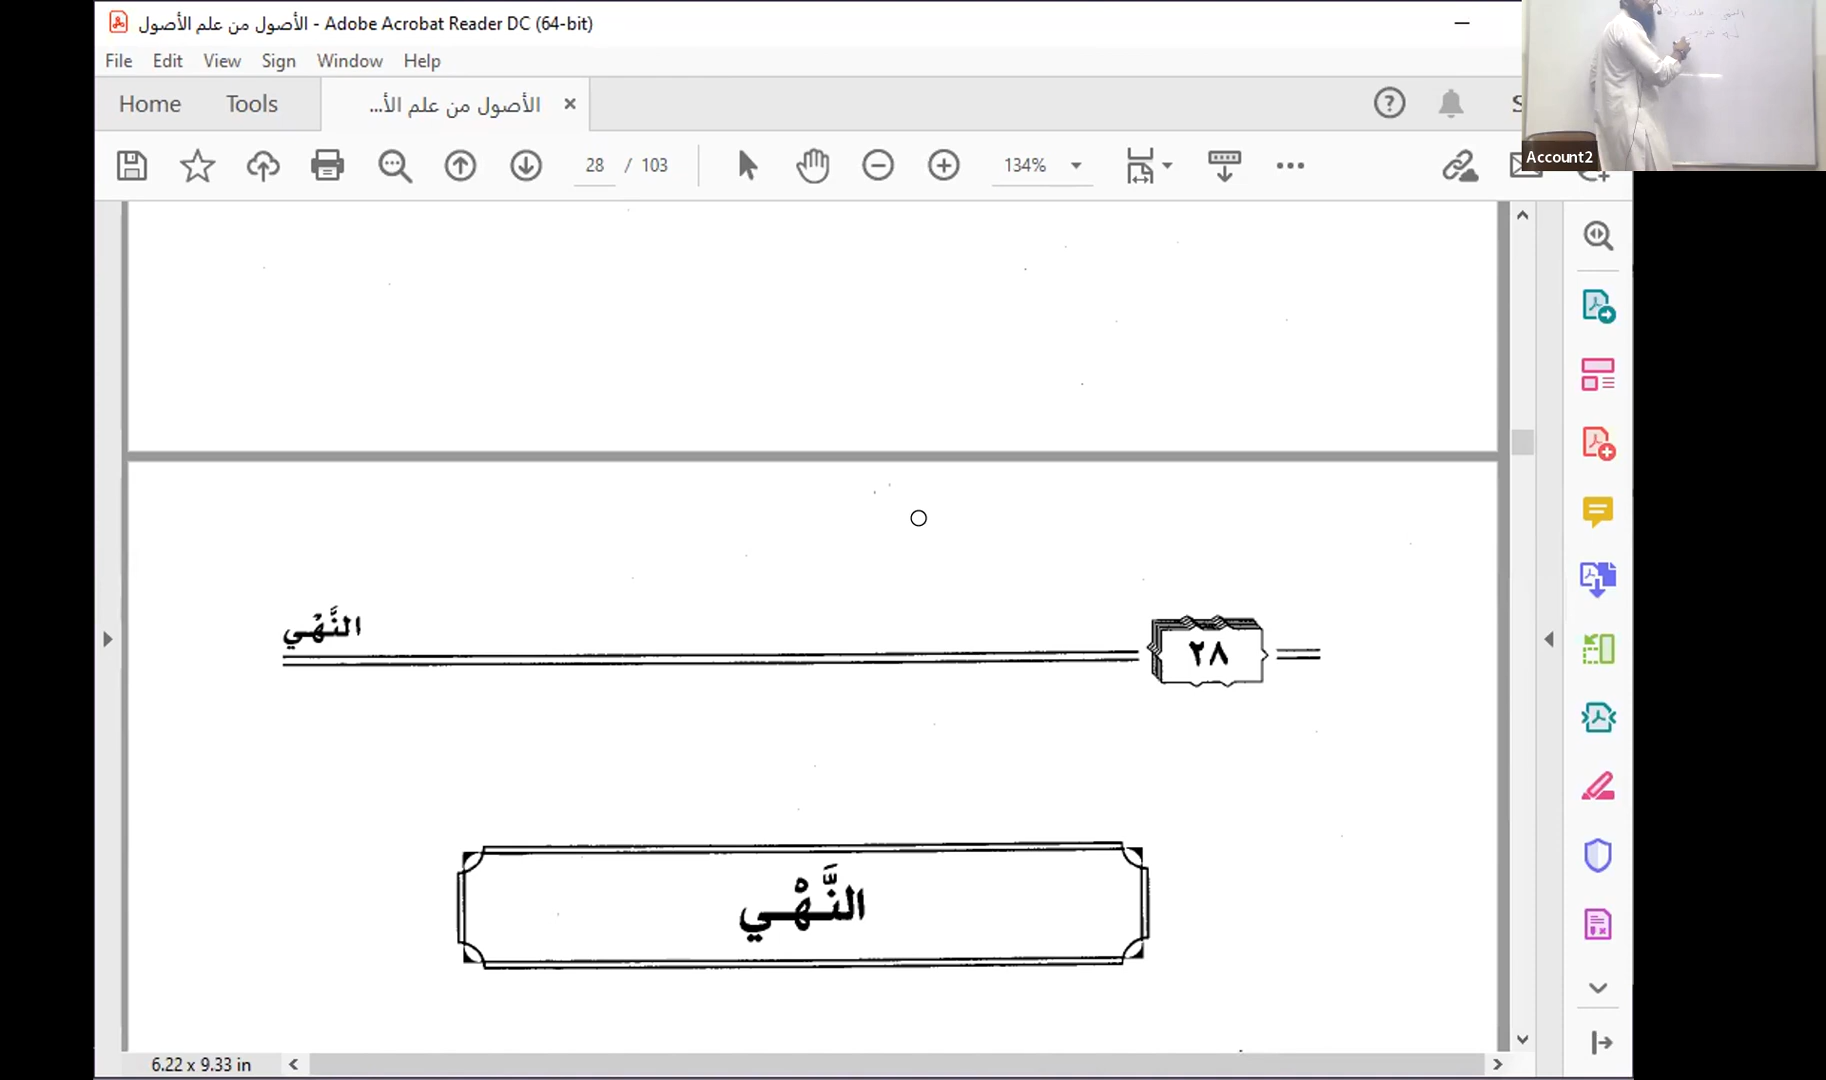 الأصول من علم الأصول - Adobe Acrobat Reader DC (64-bit)
File Edit View Sign Window Help
Home Tools الأصول من علم الأ...
28 / 103 134%
Account2
النَّهْي
٢٨
النَّهْي
6.22 x 9.33 in